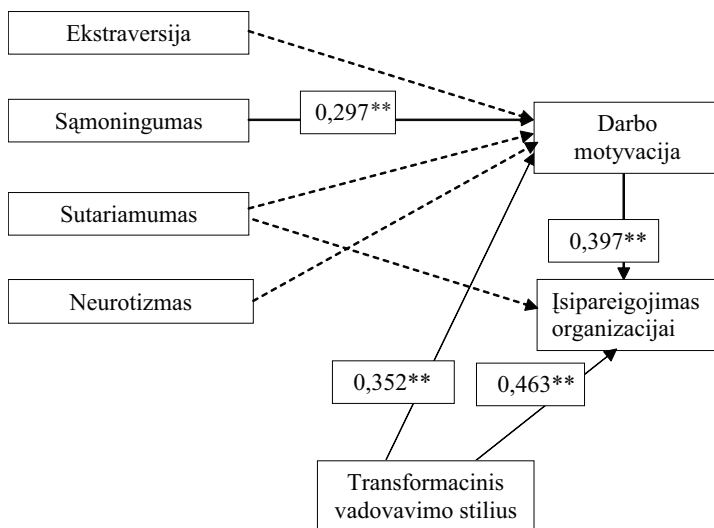 Ekstraversija
Sąmoningumas
0,297**
Darbo
motyvacija
Sutariamumas
0,397**
Neurotizmas
Įsipareigojimas
organizacijai
0,352**
0,463**
Transformacinis
vadovavimo stilius